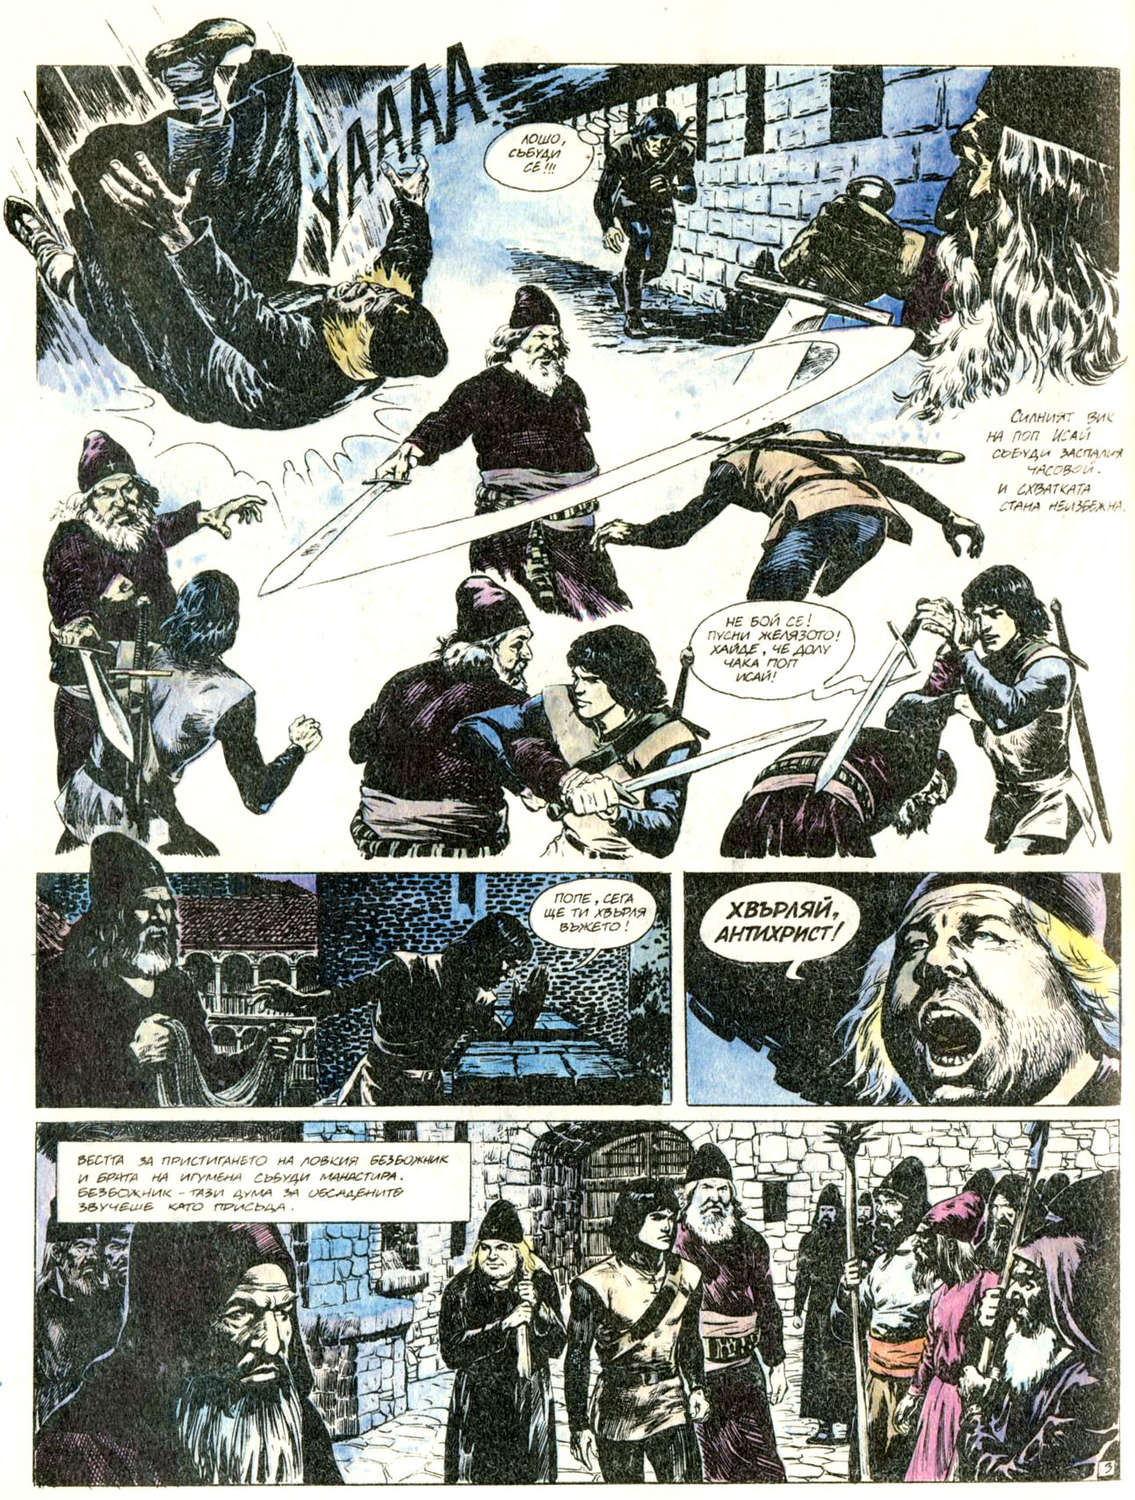 УААААА
ЛОШО,
СЪБУДИ
СЕ!!!
СИЛНИЯТ ВИК
НА ПОП ИСАЙ
СЪБУДИ ЗАСПАЛИЯ
ЧАСОВОЙ.
И СХВАТКАТА
СТАНА НЕИЗБЕЖНА.
НЕ БОЙ СЕ!
ПУСНИ ЖЕЛЯЗОТО!
ХАЙДЕ, ЧЕ ДОЛУ
ЧАКА ПОП
ИСАЙ!
ПОПЕ, СЕГА
ЩЕ ТИ ХВЪРЛЯ
ВЪЖЕТО!
ХВЪРЛЯЙ,
АНТИХРИСТ!
ВЕСТТА ЗА ПРИСТИГАНЕТО НА ЛОВКИЯ БЕЗБОЖНИК
И БРАТА НА ИГУМЕНА СЪБУДИ МАНАСТИРА.
БЕЗБОЖНИК – ТАЗИ ДУМА ЗА ОБСАДЕНИТЕ
ЗВУЧЕШЕ КАТО ПРИСЪДА.
3